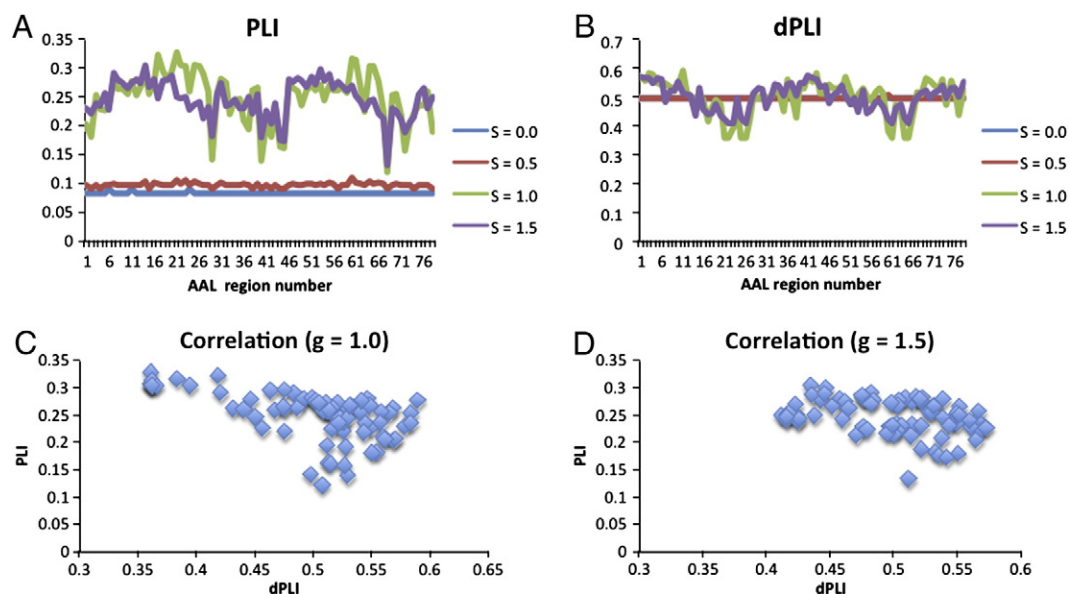 A
PLI
0.35
0.3
0.25
0.2
0.15
0.1
0.05
0
1 6 11 16 21 26 31 36 41 46 51 56 61 66 71 76
AAL region number
S = 0.0
S = 0.5
S = 1.0
S = 1.5
B
dPLI
0.7
0.6
0.5
0.4
0.3
0.2
0.1
0
1 6 11 16 21 26 31 36 41 46 51 56 61 66 71 76
AAL region number
S = 0.0
S = 0.5
S = 1.0
S = 1.5
C
Correlation (g = 1.0)
0.35
0.3
0.25
0.2
0.15
0.1
0.05
0
PLI
0.3 0.35 0.4 0.45 0.5 0.55 0.6 0.65
dPLI
D
Correlation (g = 1.5)
0.35
0.3
0.25
0.2
0.15
0.1
0.05
0
PLI
0.3 0.4 0.5 0.6
dPLI